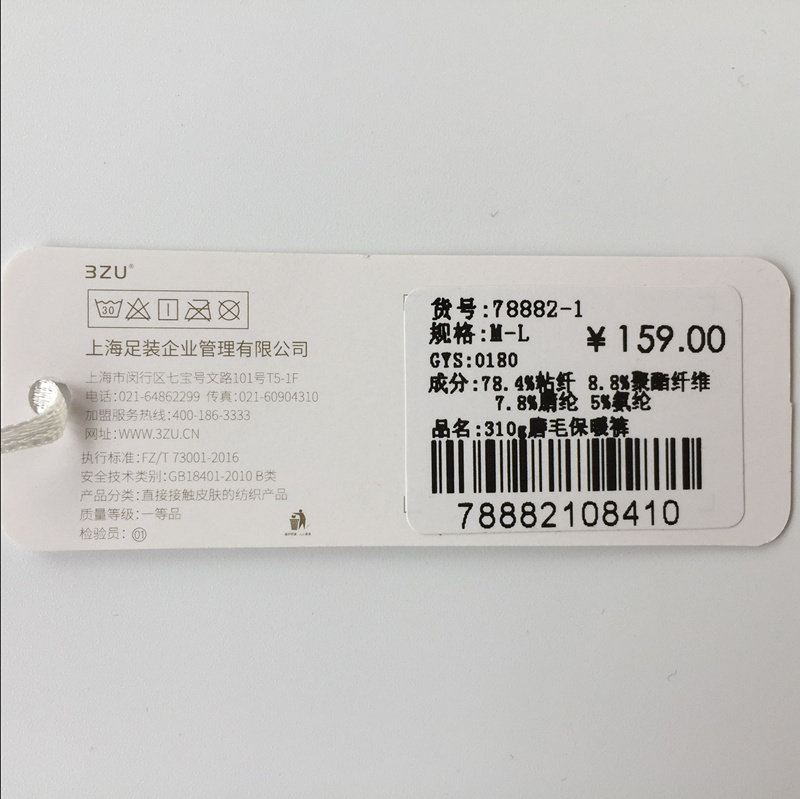 3ZU®
30
上海足装企业管理有限公司
上海市闵行区七宝号文路101号T5-1F
电话:021-64862299 传真:021-60904310
加盟服务热线:400-186-3333
网址:WWW.3ZU.CN
执行标准:FZ/T 73001-2016
安全技术类别:GB18401-2010 B类
产品分类:直接接触皮肤的纺织产品
质量等级:一等品
检验员:01
货号:78882-1
规格:M-L
¥159.00
GYS:0180
成分:78.4%粘纤 8.8%聚酯纤维
7.8%腈纶 5%氨纶
品名:310g磨毛保暖裤
78882108410